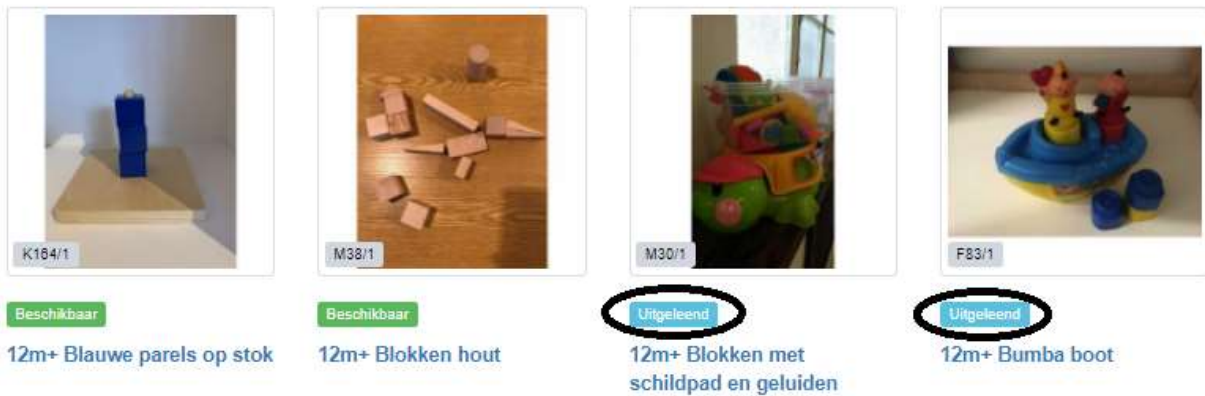 K164/1
M38/1
M30/1
F83/1
Beschikbaar
Beschikbaar
Uitgeleend
Uitgeleend
12m+ Blauwe parels op stok
12m+ Blokken hout
12m+ Blokken met
schildpad en geluiden
12m+ Bumba boot